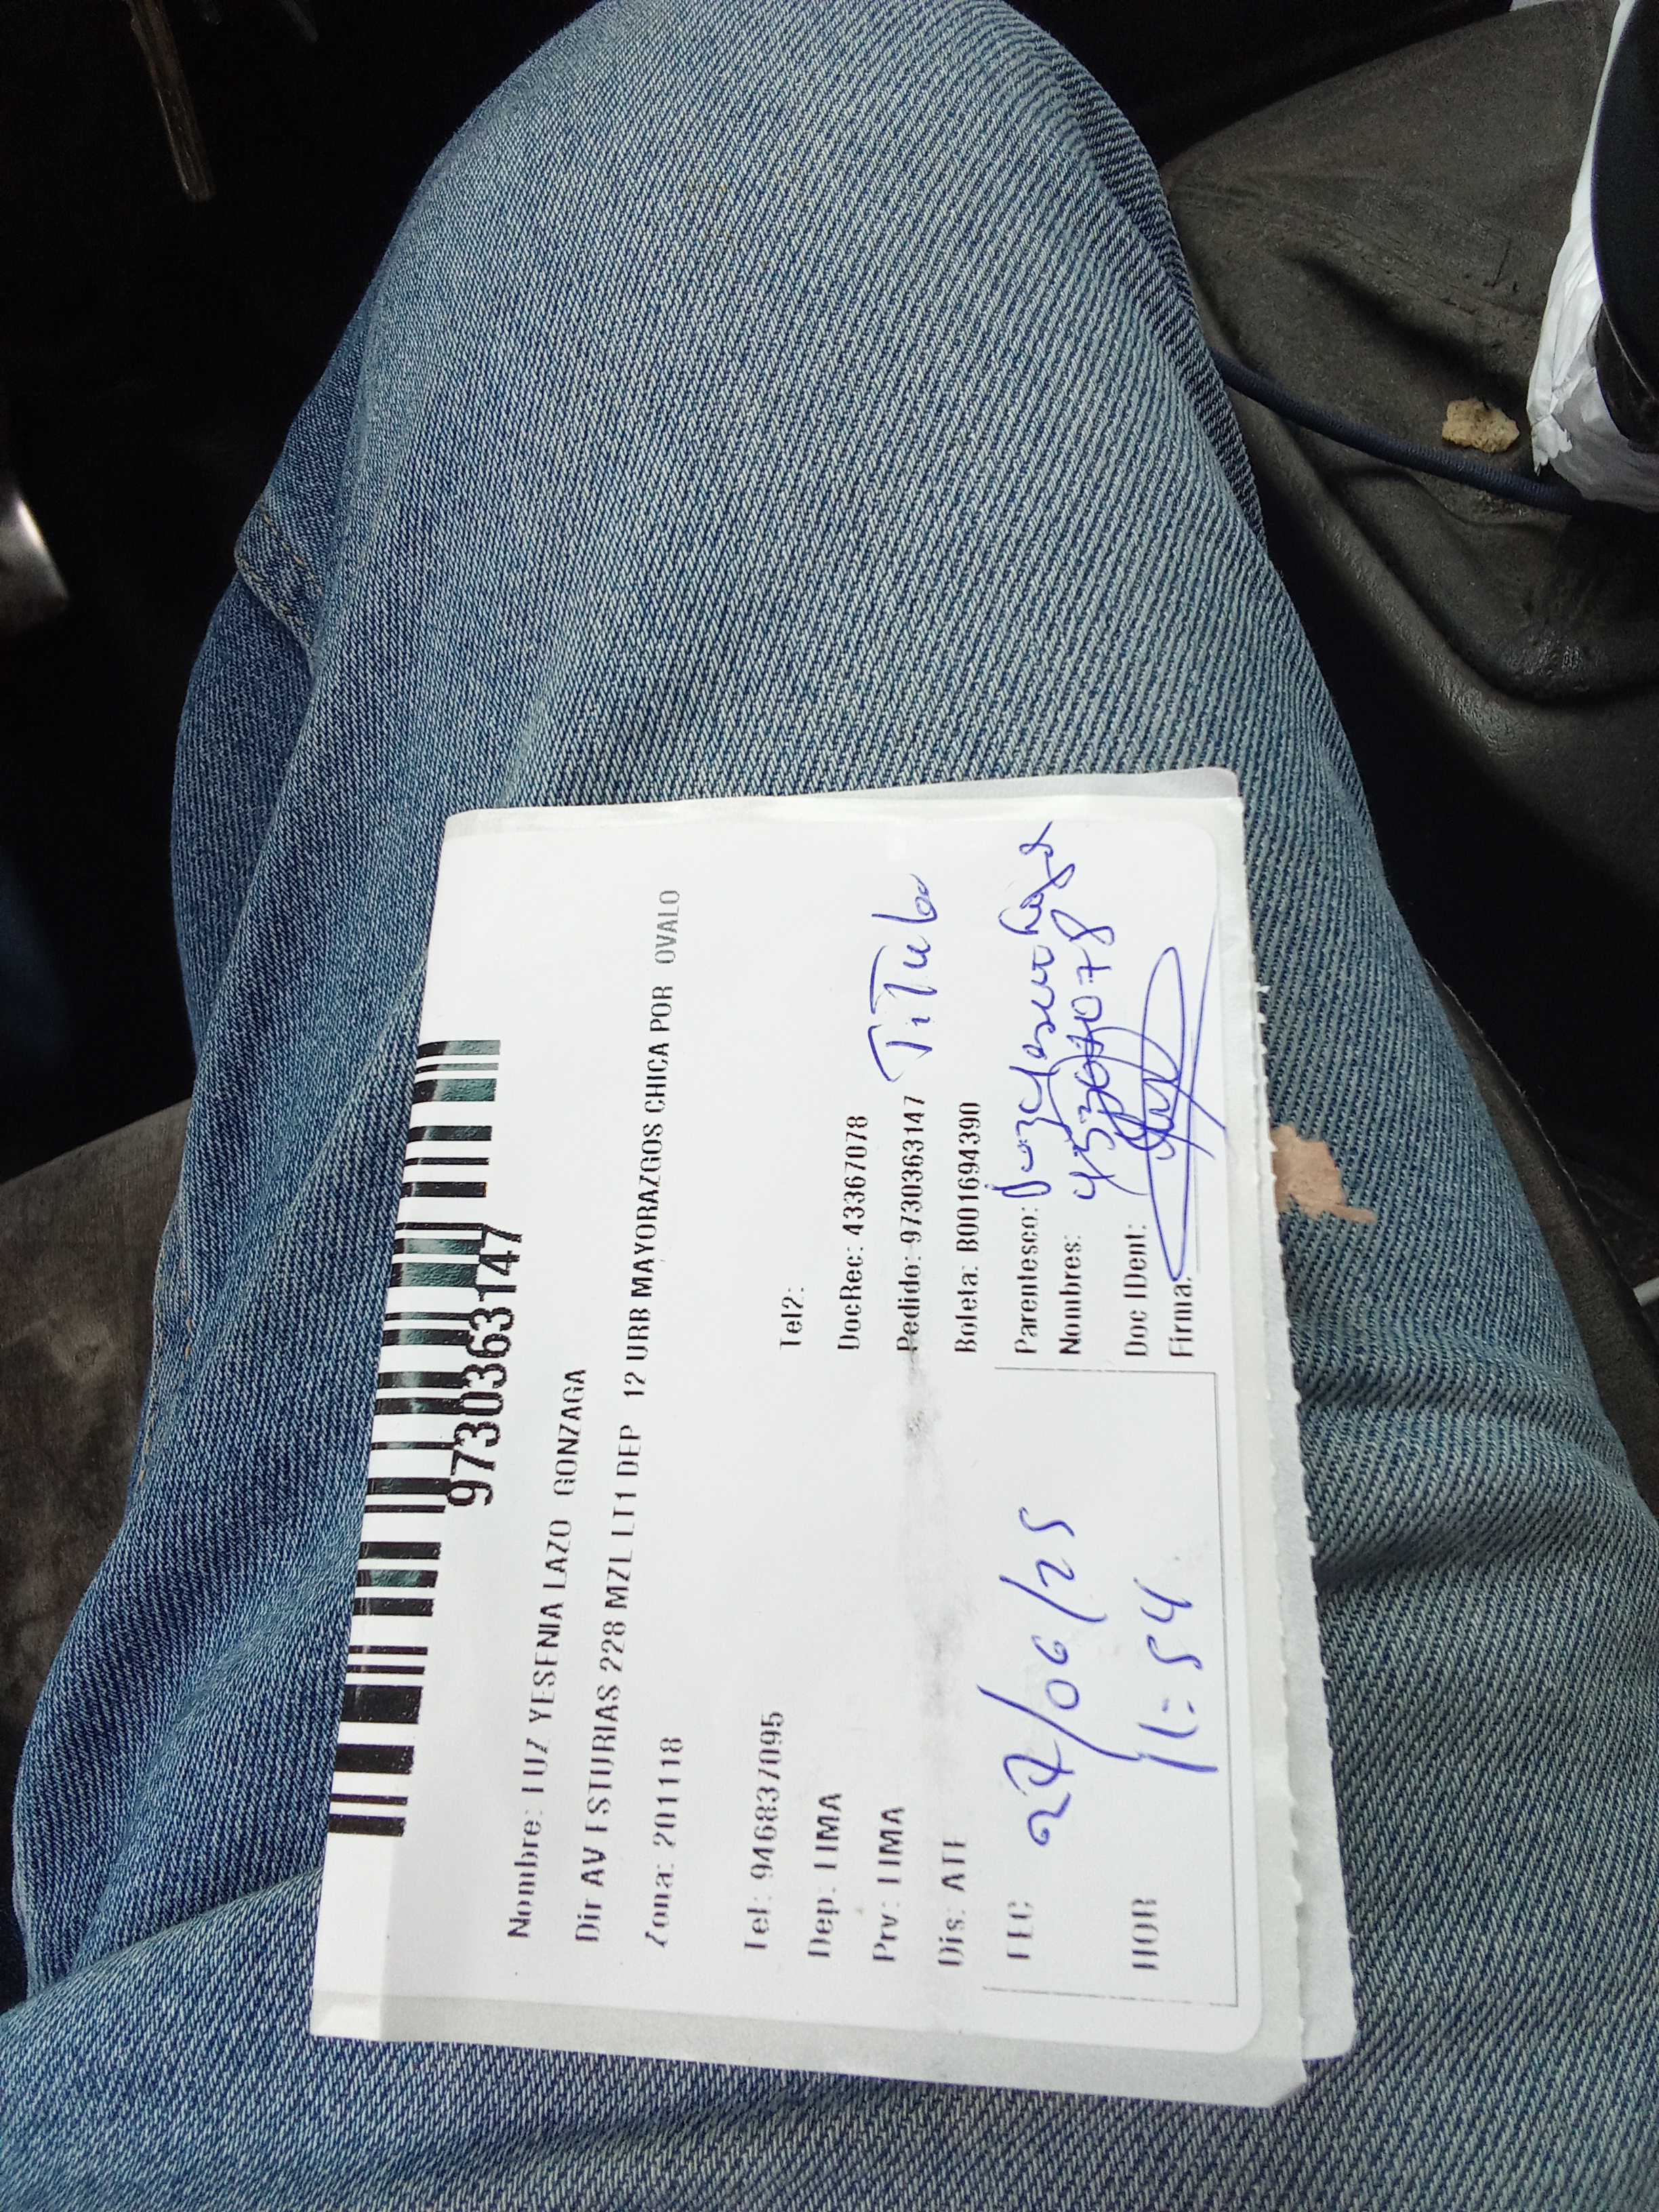 9730363147
Nombre: LUZ YESENIA LAZO GONZAGA
Dir AV ESTURIAS 228 MZL LT1 DEP 12 URB MAYORAZGOS CHICA POR OVALO
Zona: 201118
Tel: 946837095 Tel2:
Dep: LIMA DocRec: 43367078
Prv: LIMA Pedido: 9730363147 Titular
Dis: ATE Boleta: B001694390
FEC 27/06/25
HOR 11:54
Parentesco: Luz
Nombres:
Doc IDent:
Firma: